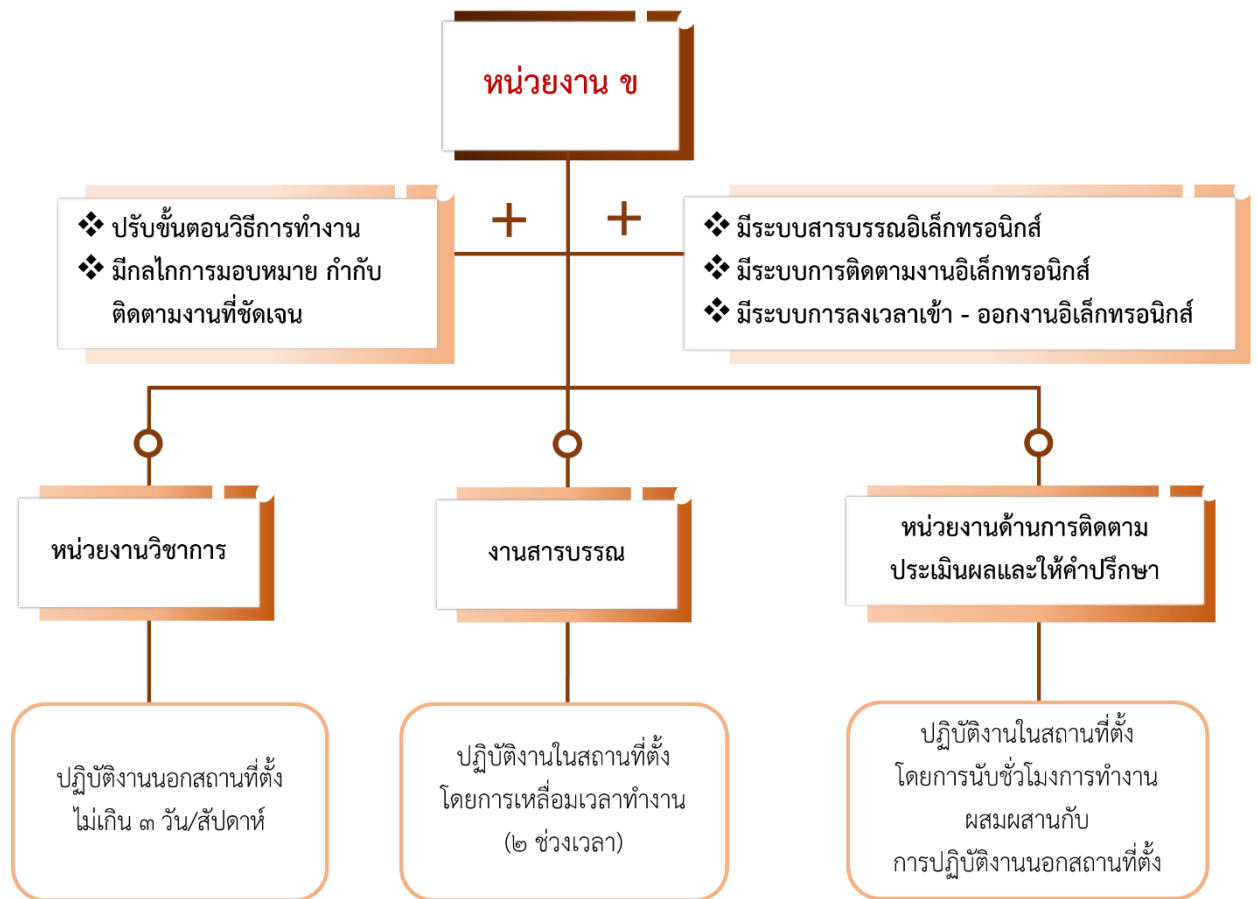 หน่วยงาน ข
❖ ปรับขั้นตอนวิธีการทำงาน
❖ มีกลไกการมอบหมาย กำกับ
ติดตามงานที่ชัดเจน
+
+
❖ มีระบบสารบรรณอิเล็กทรอนิกส์
❖ มีระบบการติดตามงานอิเล็กทรอนิกส์
❖ มีระบบการลงเวลาเข้า - ออกงานอิเล็กทรอนิกส์
หน่วยงานวิชาการ
งานสารบรรณ
หน่วยงานด้านการติดตาม
ประเมินผลและให้คำปรึกษา
ปฏิบัติงานนอกสถานที่ตั้ง
ไม่เกิน ๓ วัน/สัปดาห์
ปฏิบัติงานในสถานที่ตั้ง
โดยการเหลื่อมเวลาทำงาน
(๒ ช่วงเวลา)
ปฏิบัติงานในสถานที่ตั้ง
โดยการนับชั่วโมงการทำงาน
ผสมผสานกับ
การปฏิบัติงานนอกสถานที่ตั้ง